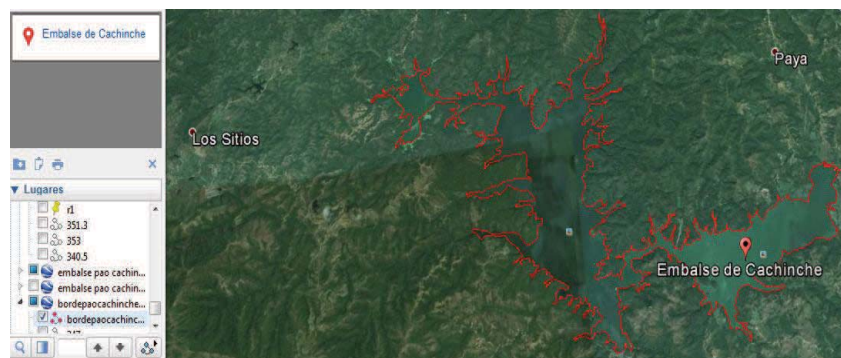 Embalse de Cachinche
Lugares
r1
351.3
353
340.5
embalse pao cachin...
embalse pao cachin...
bordepaocachinche...
bordepaocachinc...
Los Sitios
Paya
Embalse de Cachinche